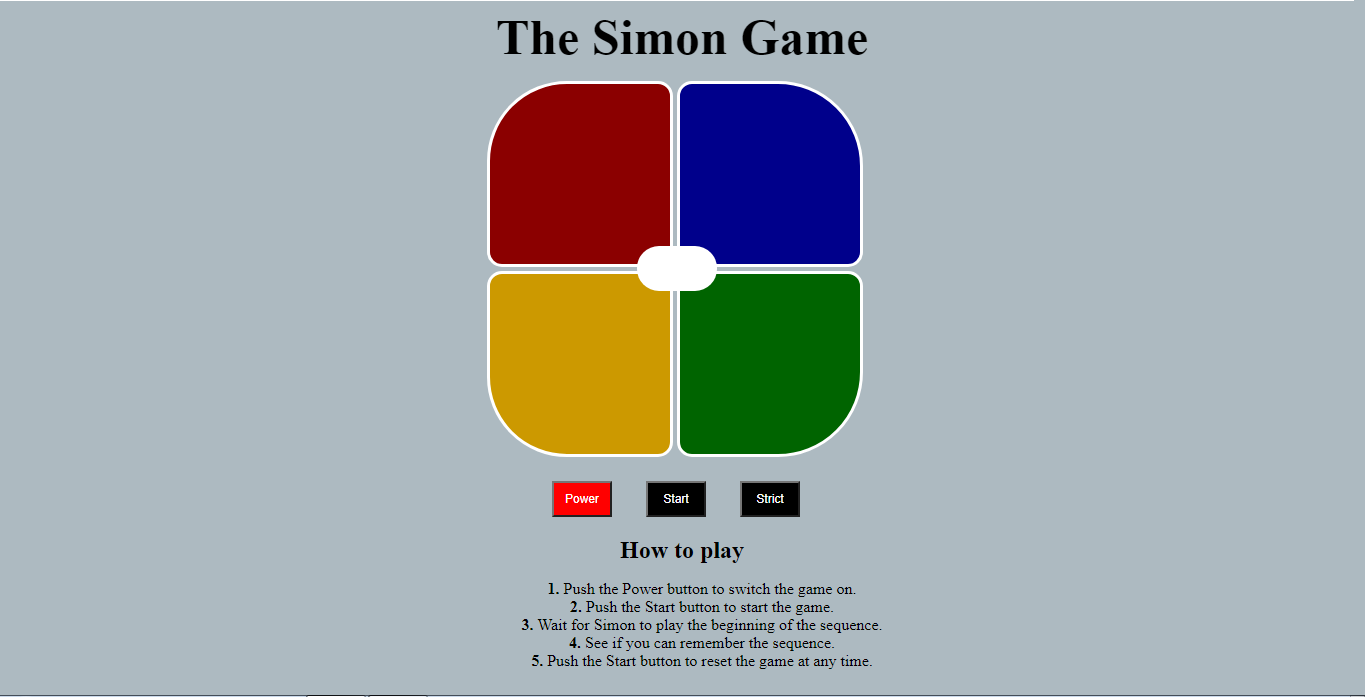 The Simon Game
Power Start Strict
How to play
1. Push the Power button to switch the game on.
2. Push the Start button to start the game.
3. Wait for Simon to play the beginning of the sequence.
4. See if you can remember the sequence.
5. Push the Start button to reset the game at any time.